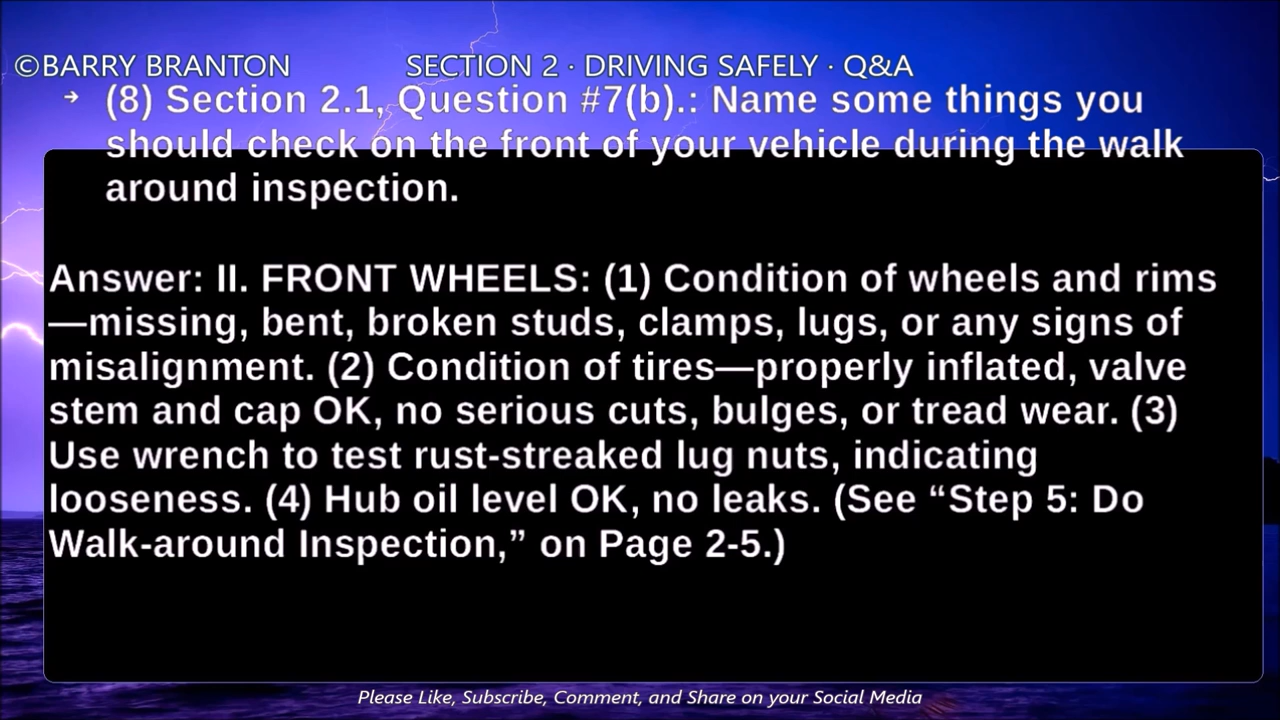 ©BARRY BRANTON SECTION 2 · DRIVING SAFELY · Q&A
→ (8) Section 2.1, Question #7(b).: Name some things you
should check on the front of your vehicle during the walk
around inspection.
Answer: II. FRONT WHEELS: (1) Condition of wheels and rims
—missing, bent, broken studs, clamps, lugs, or any signs of
misalignment. (2) Condition of tires—properly inflated, valve
stem and cap OK, no serious cuts, bulges, or tread wear. (3)
Use wrench to test rust-streaked lug nuts, indicating
looseness. (4) Hub oil level OK, no leaks. (See “Step 5: Do
Walk-around Inspection,” on Page 2-5.)
Please Like, Subscribe, Comment, and Share on your Social Media